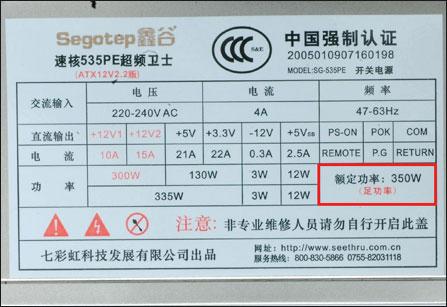 Segotep鑫谷
速核535PE超频卫士
(ATX12V2.2版)
CCC S&E
中国强制认证
2005010907160198
MODEL:SG-535PE 开关电源
交流输入 电压 电流 频率
220-240V AC 4A 47-63Hz
直流输出 +12V1 +12V2 +5V +3.3V -12V +5VSB PS-ON POK COM
电流 10A 15A 21A 22A 0.3A 2.5A REMOTE P.G RETURN
功率 300W 130W 3W 12W 额定功率：350W
335W 3W 12W (足功率)
注意：非专业维修人员请勿自行开启此盖
七彩虹科技发展有限公司出品
网址：http://www.seethru.com.cn
服务热线：800-830-5866 0755-82031118